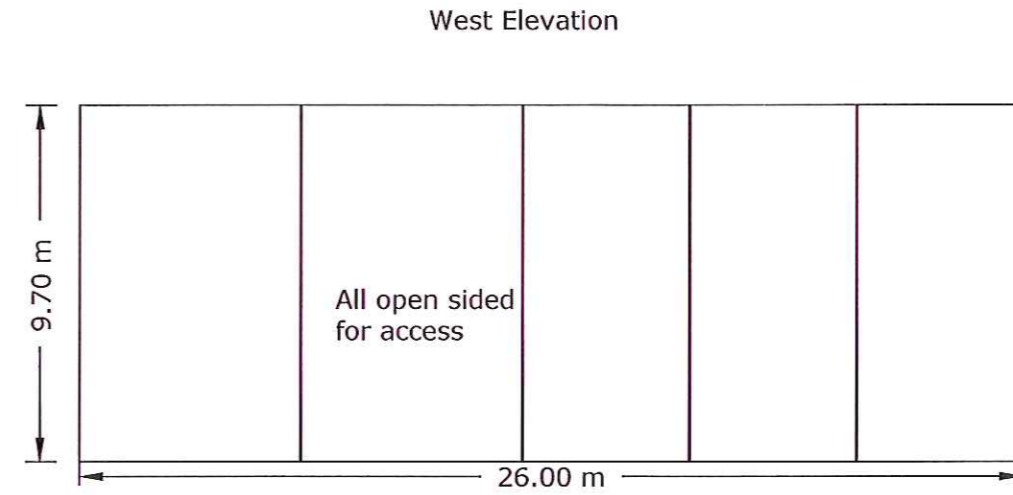 West Elevation
9.70 m
All open sided
for access
26.00 m